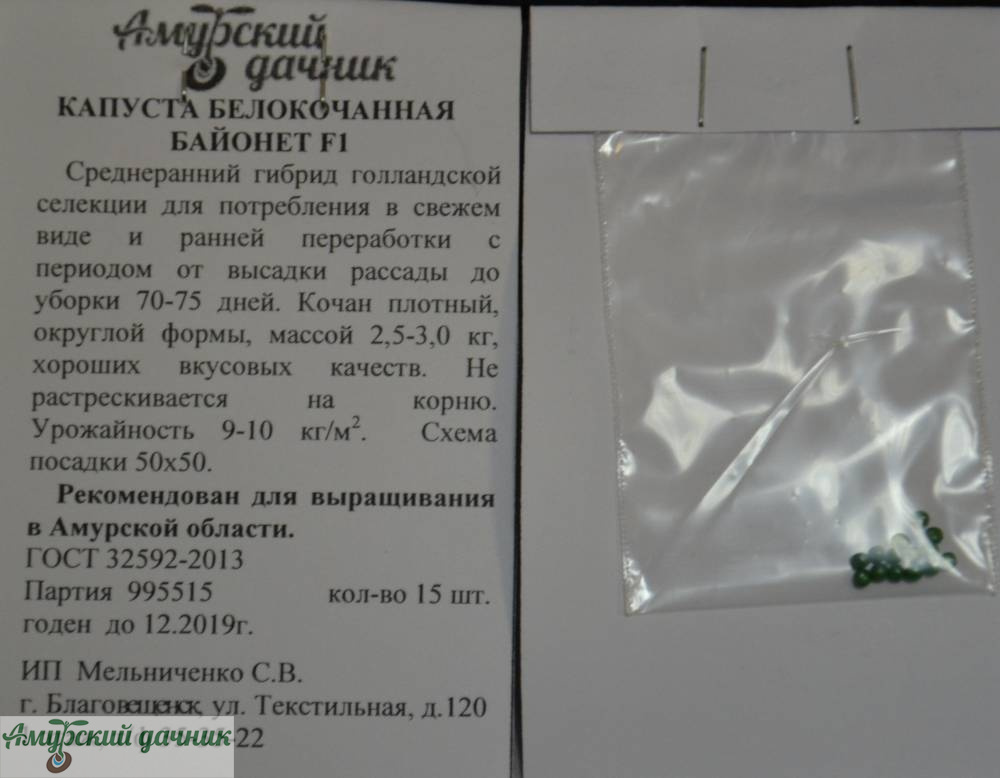 Амурский
дачник
КАПУСТА БЕЛОКОЧАННАЯ
БАЙОНЕТ F1
Среднеранний гибрид голландской
селекции для потребления в свежем
виде и ранней переработки с
периодом от высадки рассады до
уборки 70-75 дней. Кочан плотный,
округлой формы, массой 2,5-3,0 кг,
хороших вкусовых качеств. Не
растрескивается на корню.
Урожайность 9-10 кг/м². Схема
посадки 50х50.
Рекомендован для выращивания
в Амурской области.
ГОСТ 32592-2013
Партия 995515 кол-во 15 шт.
годен до 12.2019г.
ИП Мельниченко С.В.
г. Благовещенск, ул. Текстильная, д.120
-22
Амурский дачник